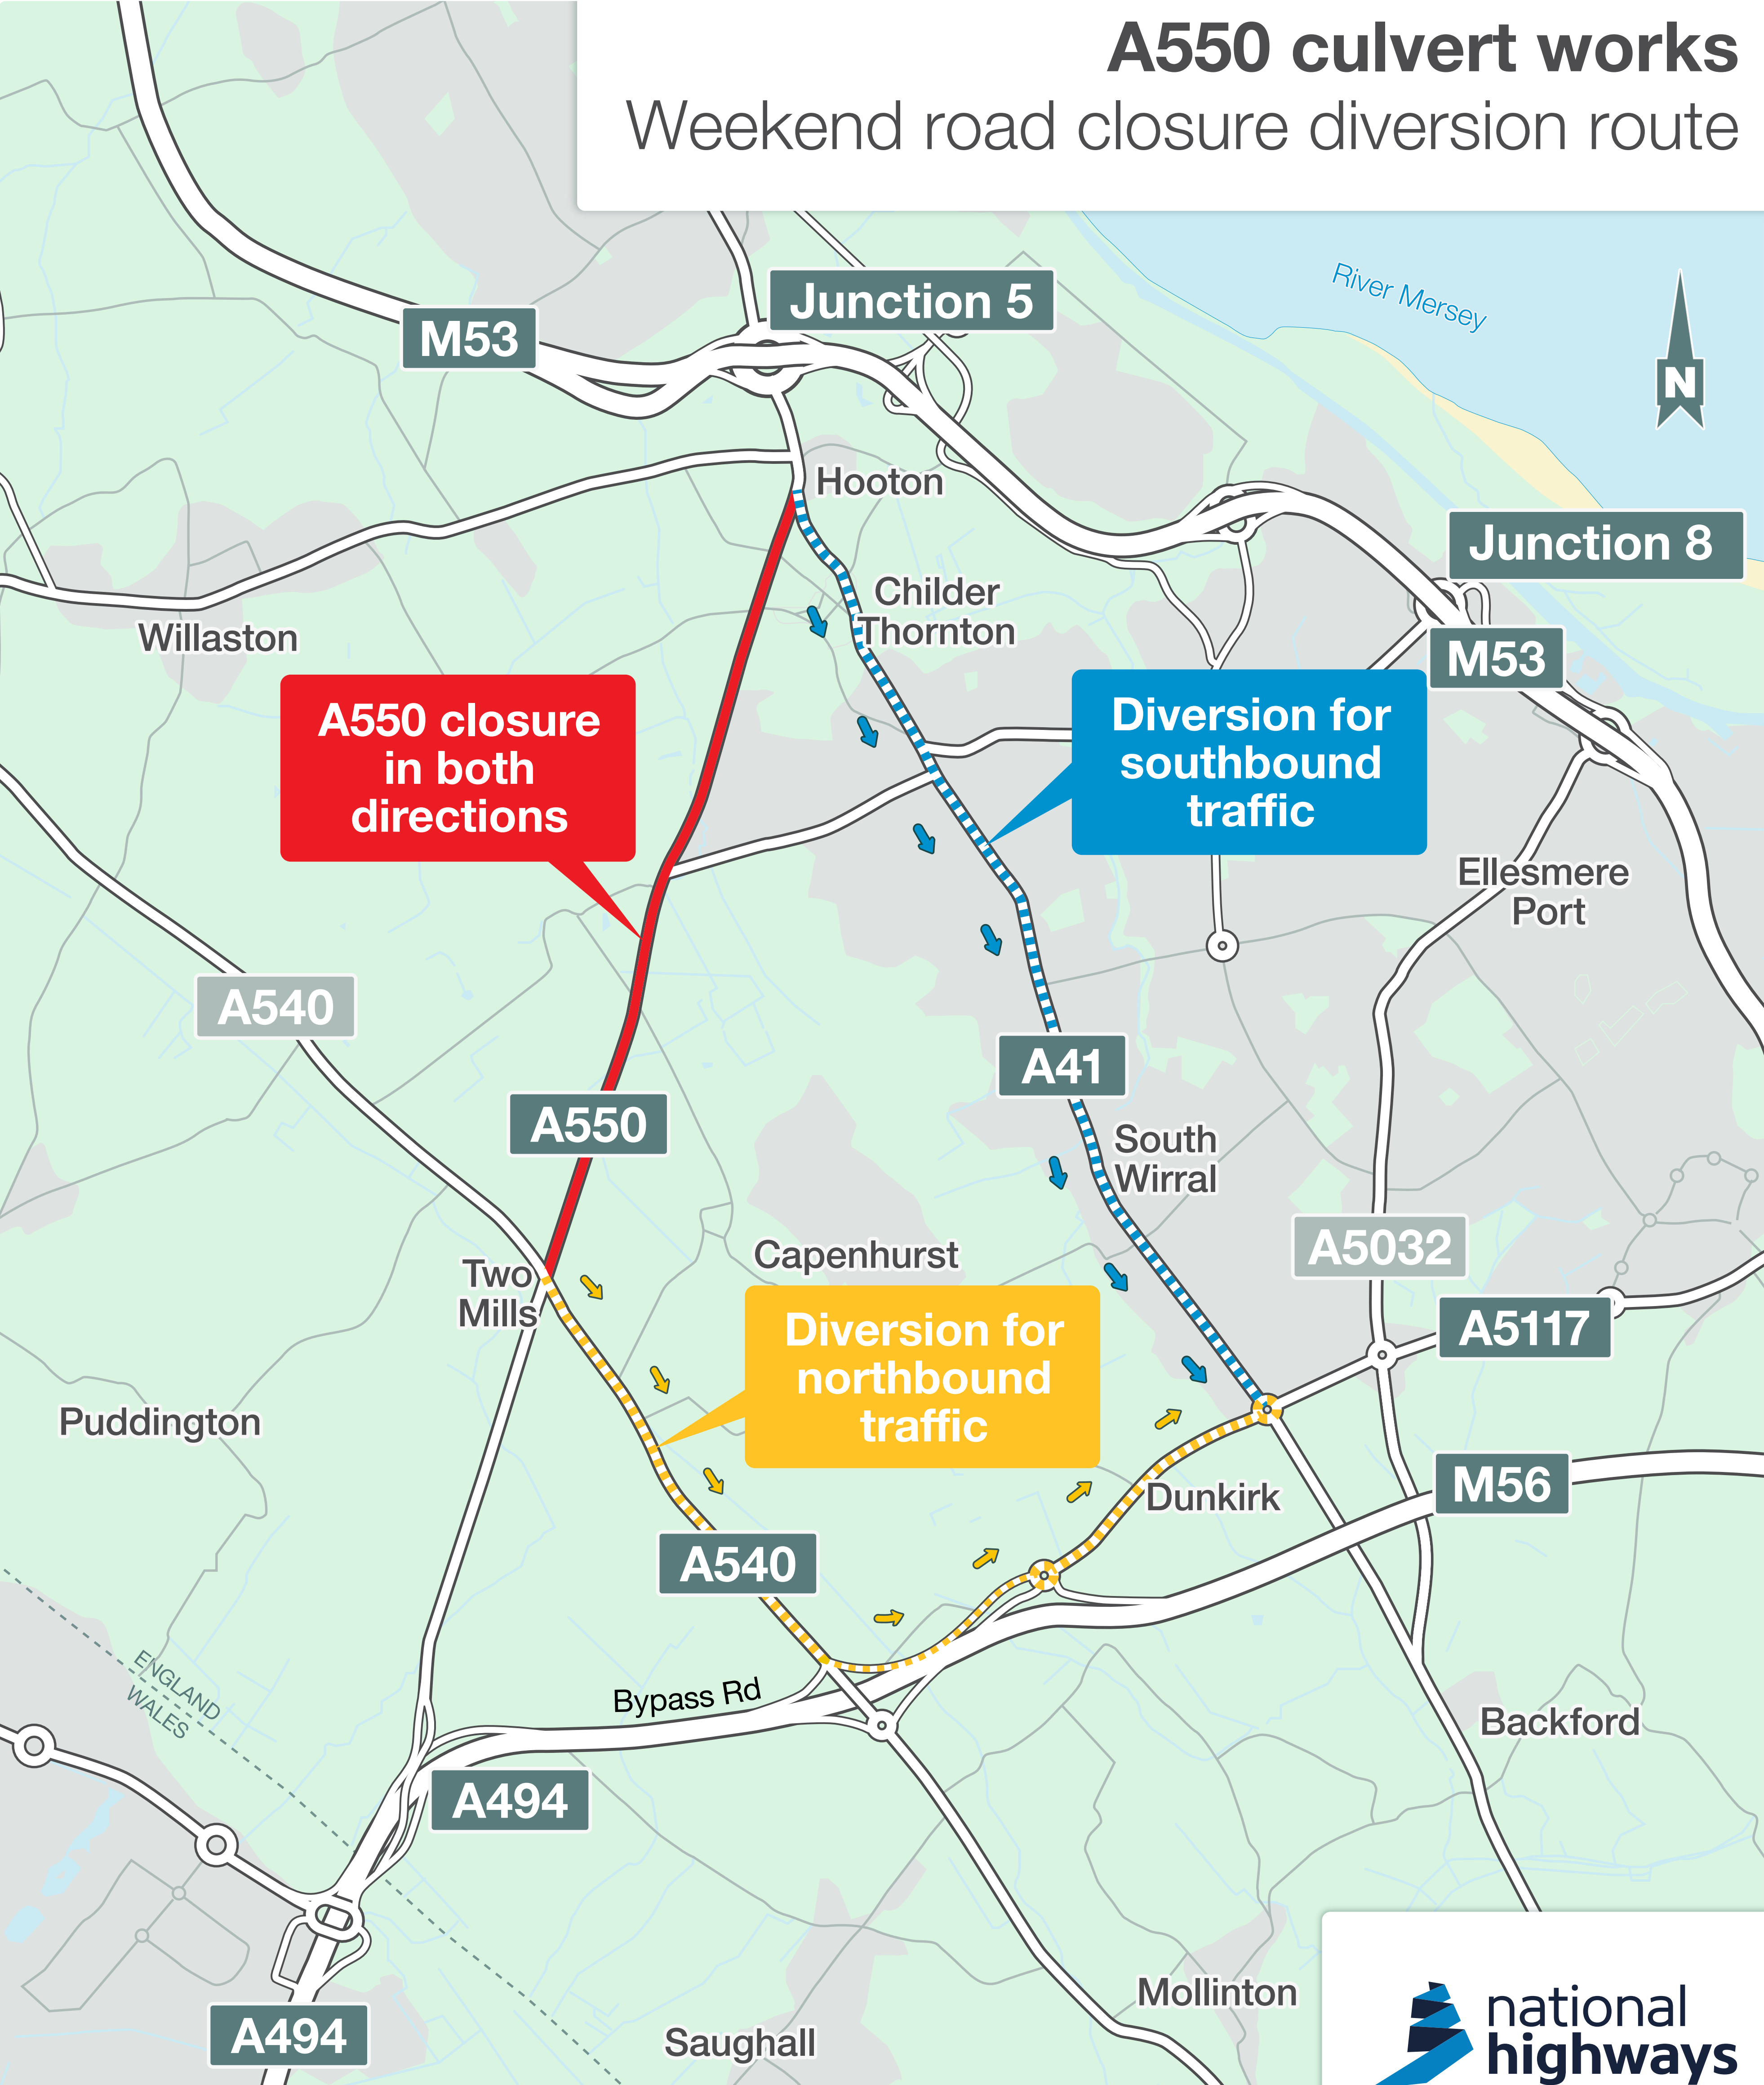 A550 culvert works
Weekend road closure diversion route
River Mersey
Junction 5
M53
N
Hooton
Junction 8
Childer
Thornton
Willaston
M53
A550 closure
in both
directions
Diversion for
southbound
traffic
Ellesmere
Port
A540
A41
A550
South
Wirral
A5032
Capenhurst
Two
Mills
A5117
Diversion for
northbound
traffic
Puddington
M56
Dunkirk
A540
ENGLAND
WALES
Bypass Rd
Backford
A494
Mollinton
A494
Saughall
national
highways